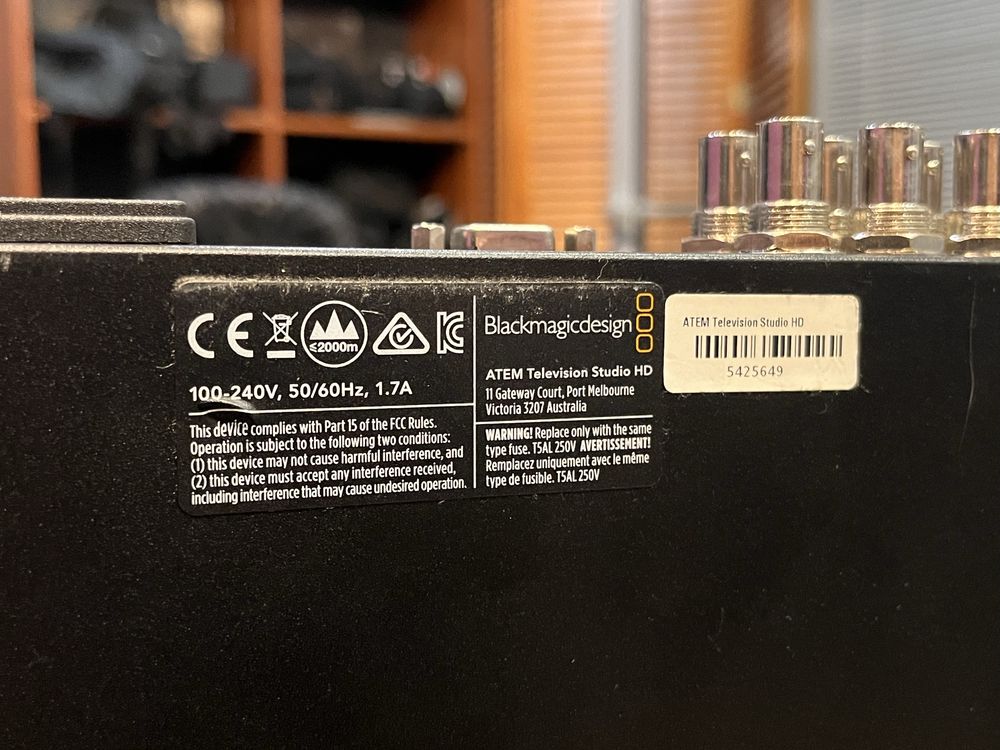 CE
≤2000m
100-240V, 50/60Hz, 1.7A
This device complies with Part 15 of the FCC Rules.
Operation is subject to the following two conditions:
(1) this device may not cause harmful interference, and
(2) this device must accept any interference received,
including interference that may cause undesired operation.
Blackmagicdesign
ATEM Television Studio HD
11 Gateway Court, Port Melbourne
Victoria 3207 Australia
WARNING! Replace only with the same
type fuse. T5AL 250V AVERTISSEMENT!
Remplacez uniquement avec le même
type de fusible. T5AL 250V
ATEM Television Studio HD
5425649